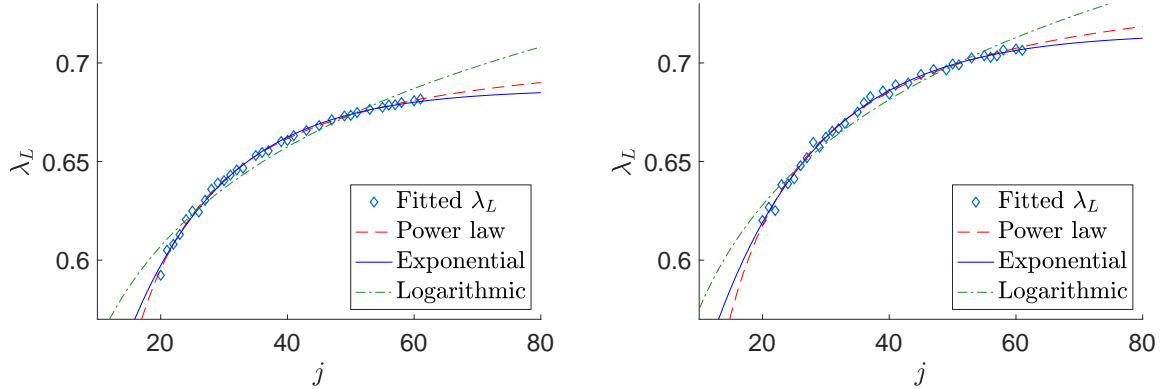 0.7
0.65
0.6
λ_L
20
40
60
80
j
Fitted λ_L
Power law
Exponential
Logarithmic
0.7
0.65
0.6
λ_L
20
40
60
80
j
Fitted λ_L
Power law
Exponential
Logarithmic